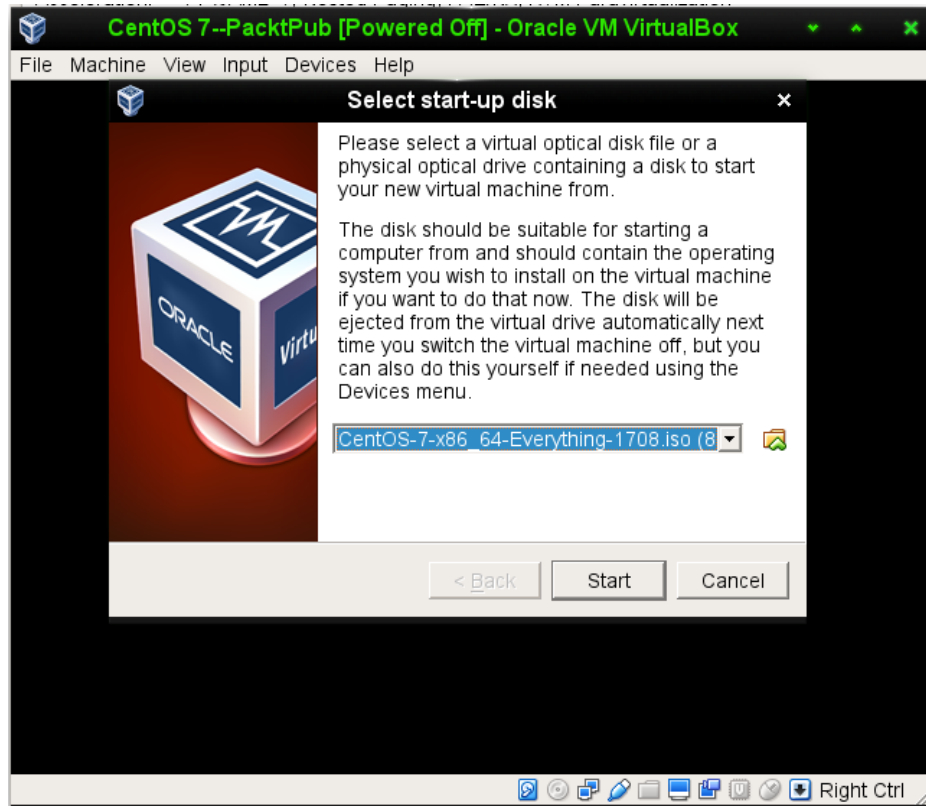 CentOS 7--PacktPub [Powered Off] - Oracle VM VirtualBox
File Machine View Input Devices Help
Select start-up disk
Please select a virtual optical disk file or a
physical optical drive containing a disk to start
your new virtual machine from.
The disk should be suitable for starting a
computer from and should contain the operating
system you wish to install on the virtual machine
if you want to do that now. The disk will be
ejected from the virtual drive automatically next
time you switch the virtual machine off, but you
can also do this yourself if needed using the
Devices menu.
ORACLE
Virtu
CentOS-7-x86_64-Everything-1708.iso (8
< Back Start Cancel
Right Ctrl